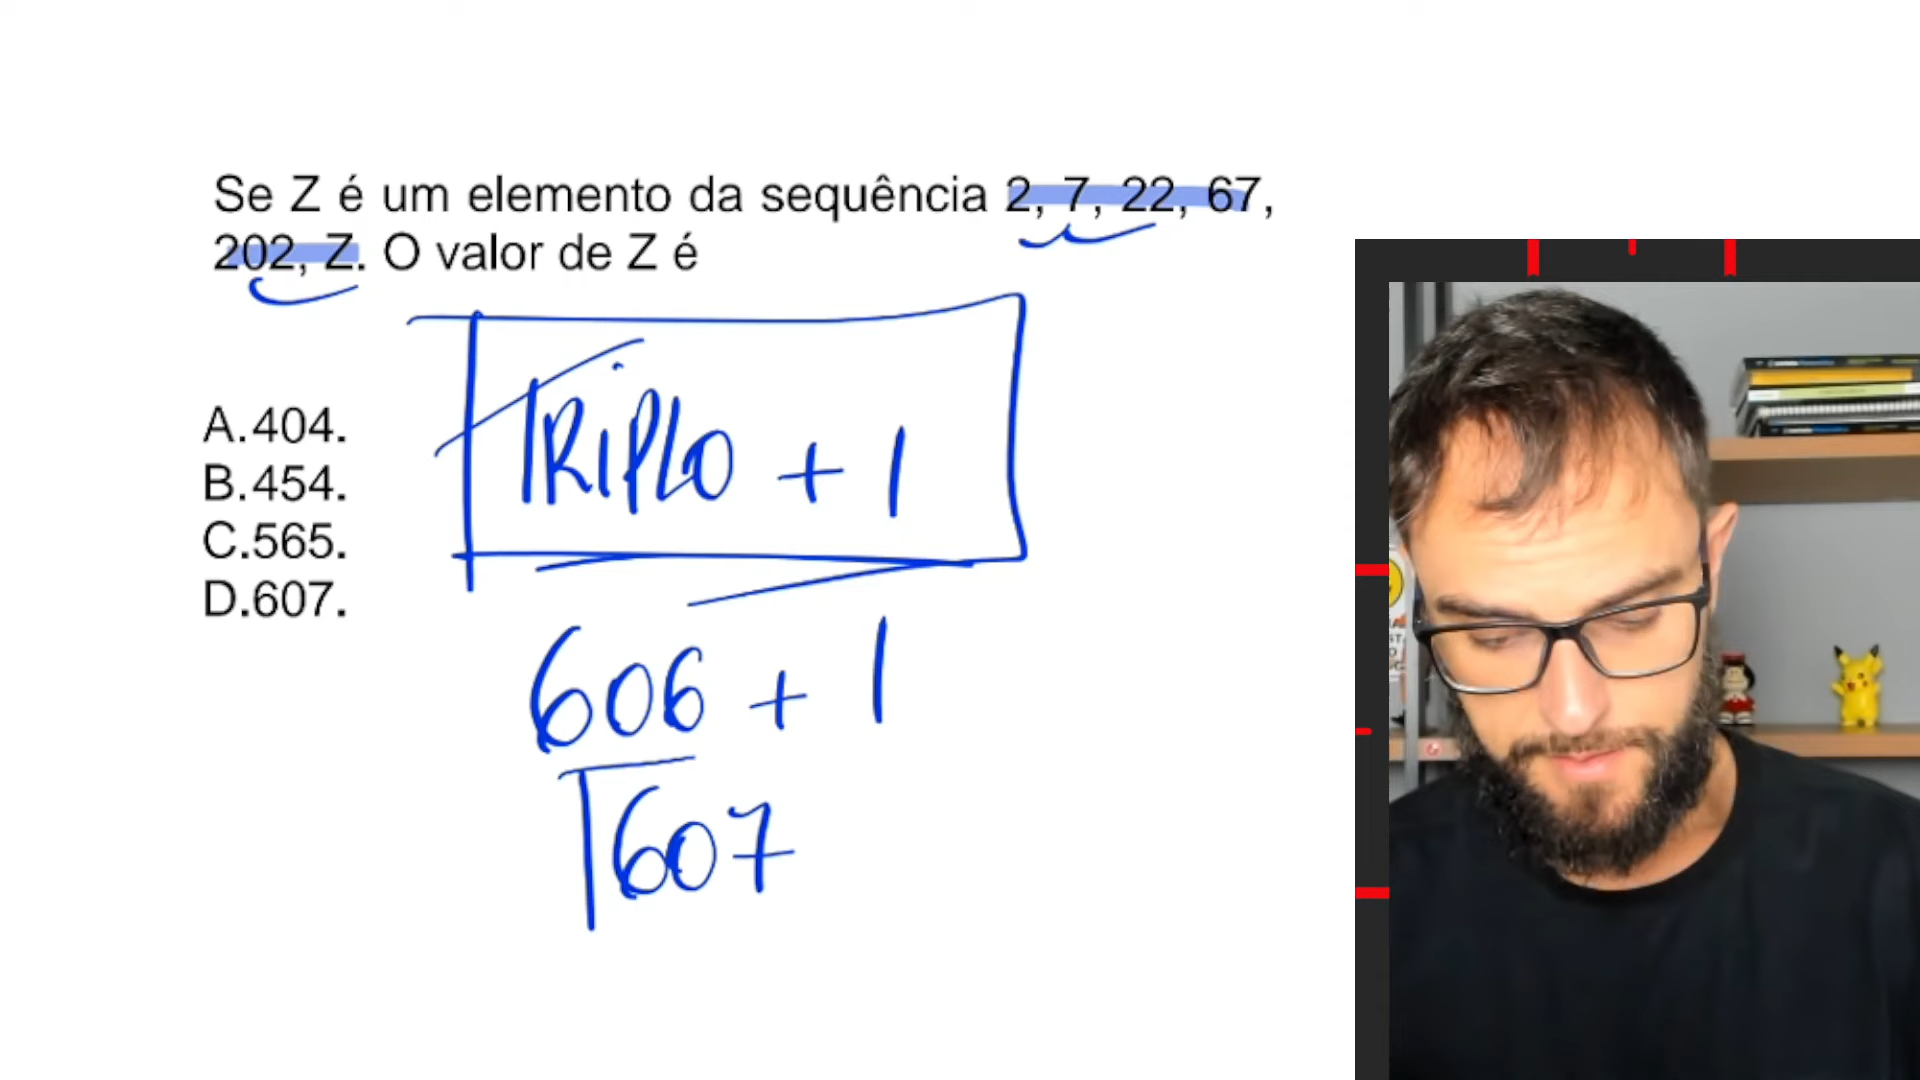 Se Z é um elemento da sequência 2, 7, 22, 67,
202, Z. O valor de Z é
A.404.
B.454.
C.565.
D.607.
TRIPLO + 1
606 + 1
607